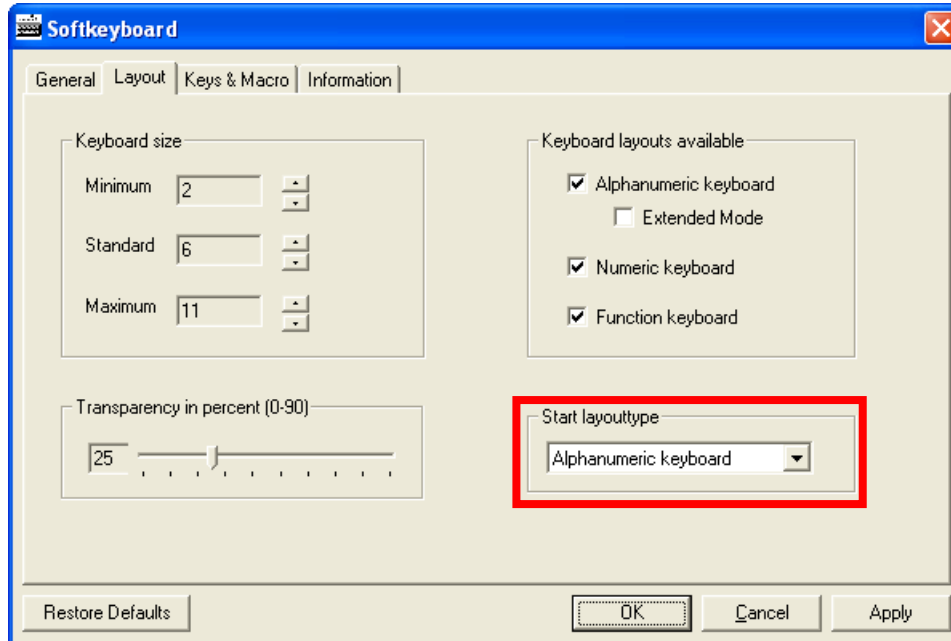 Softkeyboard
General Layout Keys & Macro Information
Keyboard size
Minimum 2
Standard 6
Maximum 11
Keyboard layouts available
Alphanumeric keyboard
Extended Mode
Numeric keyboard
Function keyboard
Transparency in percent (0-90)
25
Start layouttype
Alphanumeric keyboard
Restore Defaults OK Cancel Apply